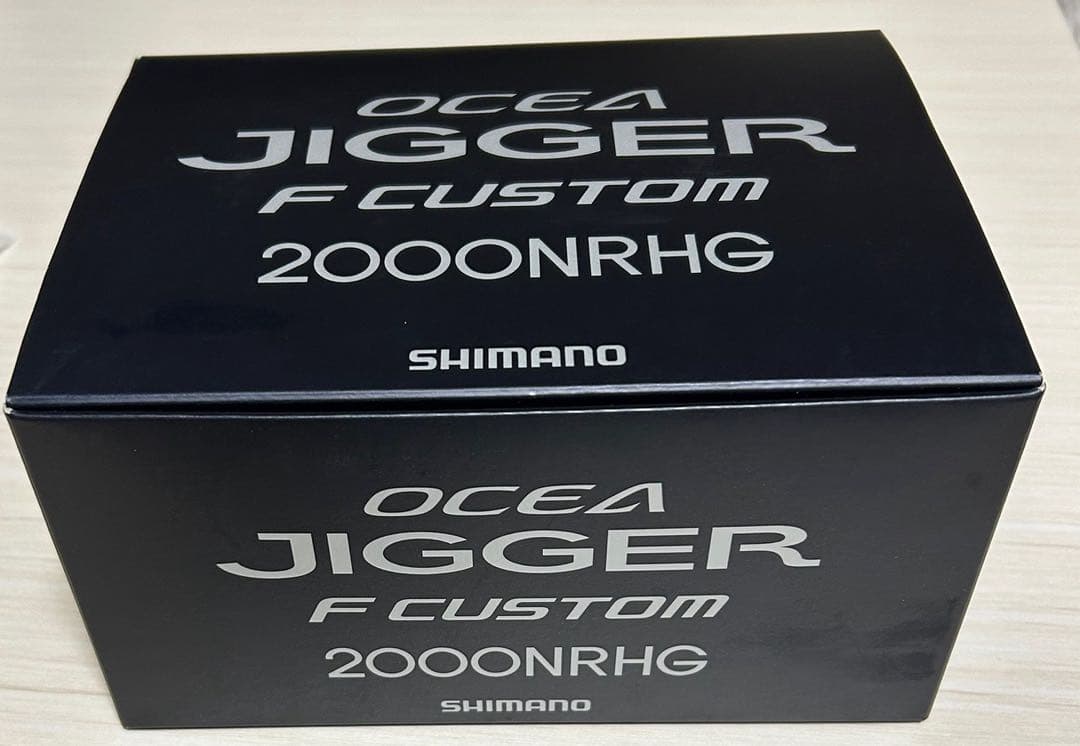 OCEA
JIGGER
F CUSTOM
2000NRHG
SHIMANO
OCEA
JIGGER
F CUSTOM
2000NRHG
SHIMANO